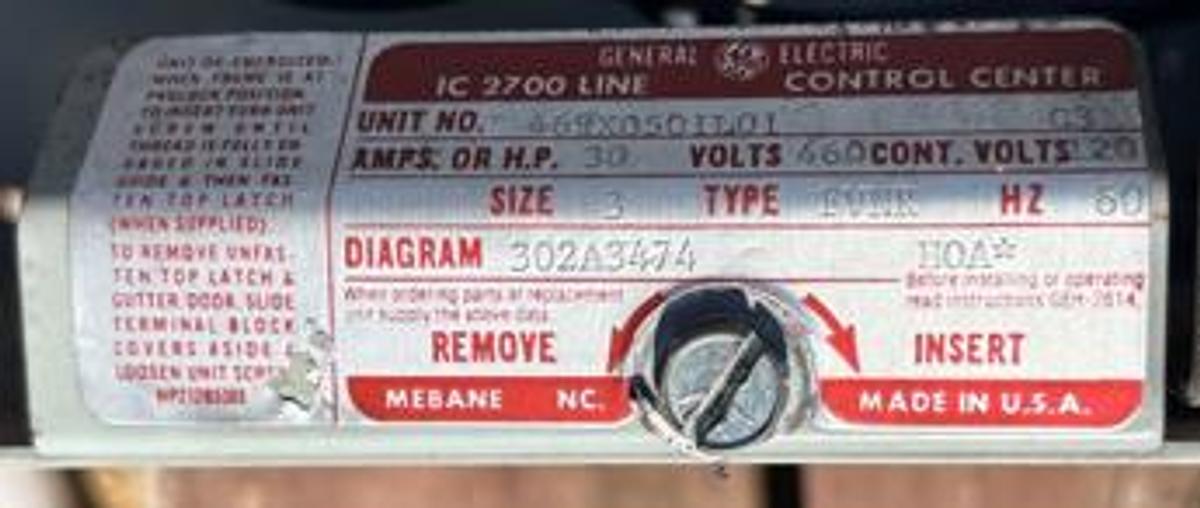 UNIT DE-ENERGIZED
WHEN FRAME IS AT
POSITION
TO INSERT TURN UNIT
SCREW UNTIL
THREAD IS FULLY EN-
GAGED IN SLIDE
GUIDE & THEN FAS-
TEN TOP LATCH
(WHEN SUPPLIED).
TO REMOVE UNFAS-
TEN TOP LATCH &
GUTTER DOOR, SLIDE
TERMINAL BLOCK
COVERS ASIDE &
LOOSEN UNIT
GENERAL GE ELECTRIC
IC 2700 LINE CONTROL CENTER
UNIT NO.
AMPS. OR H.P. 30 VOLTS 460 CONT. VOLTS 120
SIZE 3 TYPE FVNR HZ 60
DIAGRAM 302A3474 HOA*
When ordering parts or replacement
unit supply the above data.
Before installing or operating
read instructions GEH-2614.
REMOVE INSERT
MEBANE NC. MADE IN U.S.A.